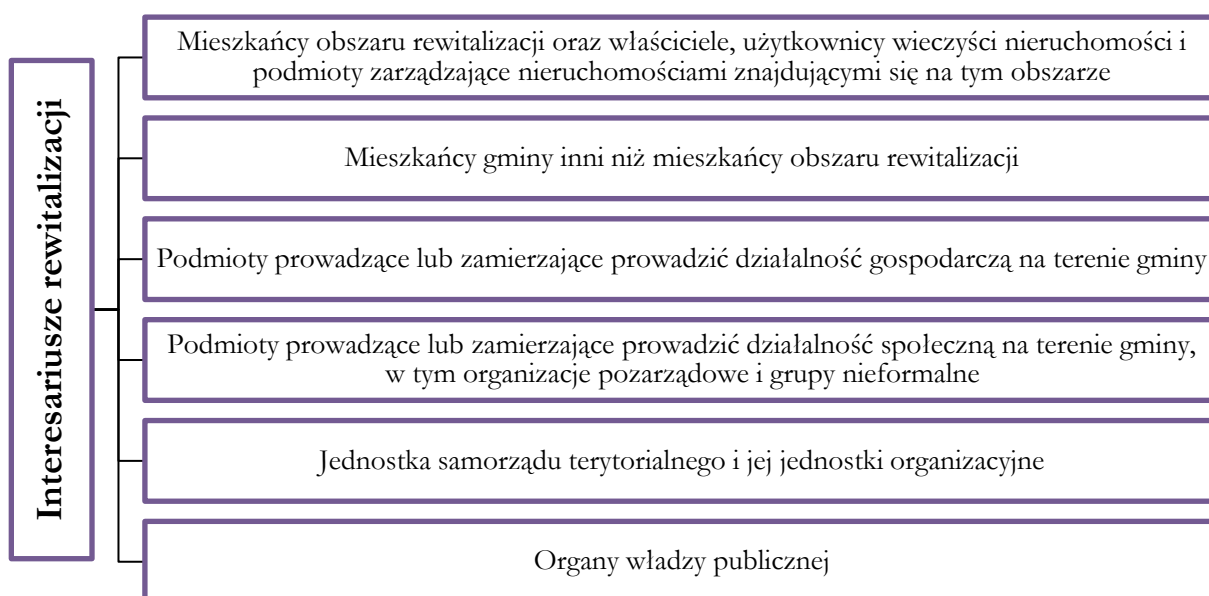 Interesariusze rewitalizacji
Mieszkańcy obszaru rewitalizacji oraz właściciele, użytkownicy wieczyści nieruchomości i
podmioty zarządzające nieruchomościami znajdującymi się na tym obszarze
Mieszkańcy gminy inni niż mieszkańcy obszaru rewitalizacji
Podmioty prowadzące lub zamierzające prowadzić działalność gospodarczą na terenie gminy
Podmioty prowadzące lub zamierzające prowadzić działalność społeczną na terenie gminy,
w tym organizacje pozarządowe i grupy nieformalne
Jednostka samorządu terytorialnego i jej jednostki organizacyjne
Organy władzy publicznej